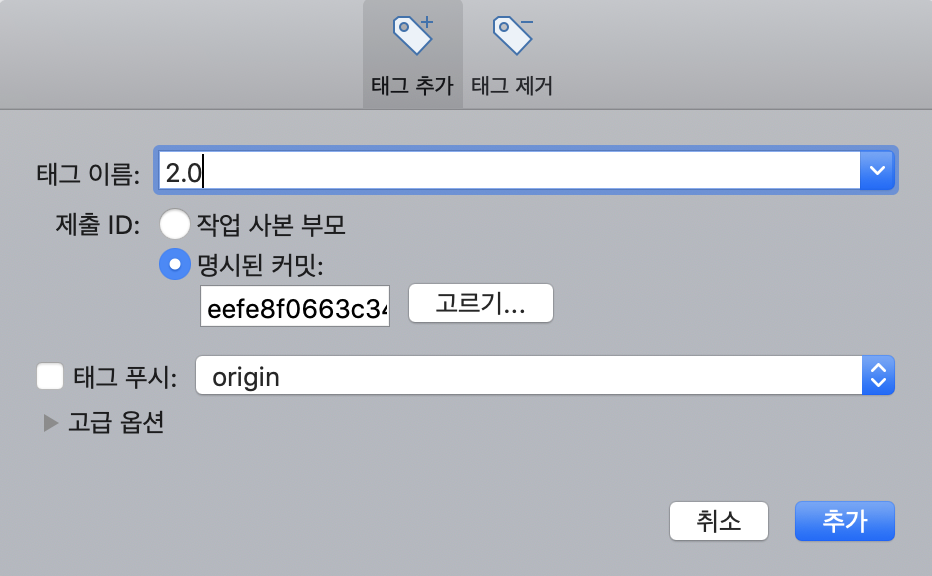 태그 추가 태그 제거
태그 이름: 2.0
제출 ID: 작업 사본 부모
명시된 커밋:
eefe8f0663c34 고르기...
태그 푸시: origin
고급 옵션
취소 추가